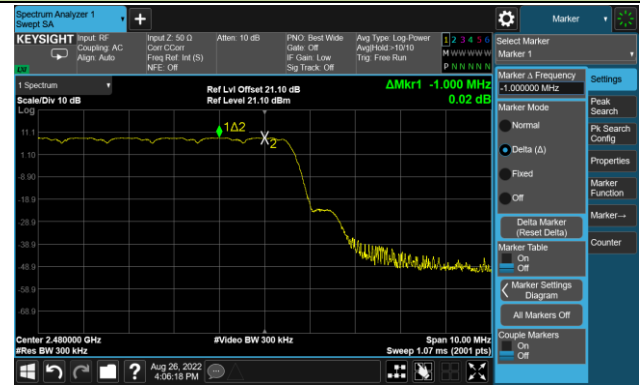 Spectrum Analyzer 1
Swept SA
Marker
KEYSIGHT
Input: RF
Coupling: AC
Align: Auto
Input Z: 50 Ω
Corr CCorr
Freq Ref: Int (S)
NFE: Off
Atten: 10 dB
PNO: Best Wide
Gate: Off
IF Gain: Low
Sig Track: Off
Avg Type: Log-Power
Avg|Hold:>10/10
Trig: Free Run
1 2 3 4 5 6
M W W W W W
P N N N N N
Select Marker
Marker 1
1 Spectrum
Scale/Div 10 dB
Log
Ref Lvl Offset 21.10 dB
Ref Level 21.10 dBm
ΔMkr1 -1.000 MHz
0.02 dB
11.1
1.10
-8.90
-18.9
-28.9
-38.9
-48.9
-58.9
-68.9
1Δ2
X2
Center 2.480000 GHz
#Res BW 300 kHz
#Video BW 300 kHz
Span 10.00 MHz
Sweep 1.07 ms (2001 pts)
Marker Δ Frequency
-1.000000 MHz
Marker Mode
Normal
Delta (Δ)
Fixed
Off
Delta Marker
(Reset Delta)
Marker Table
On
Off
Marker Settings
Diagram
All Markers Off
Couple Markers
On
Off
Settings
Peak
Search
Pk Search
Config
Properties
Marker
Function
Marker→
Counter
?
Aug 26, 2022
4:06:18 PM